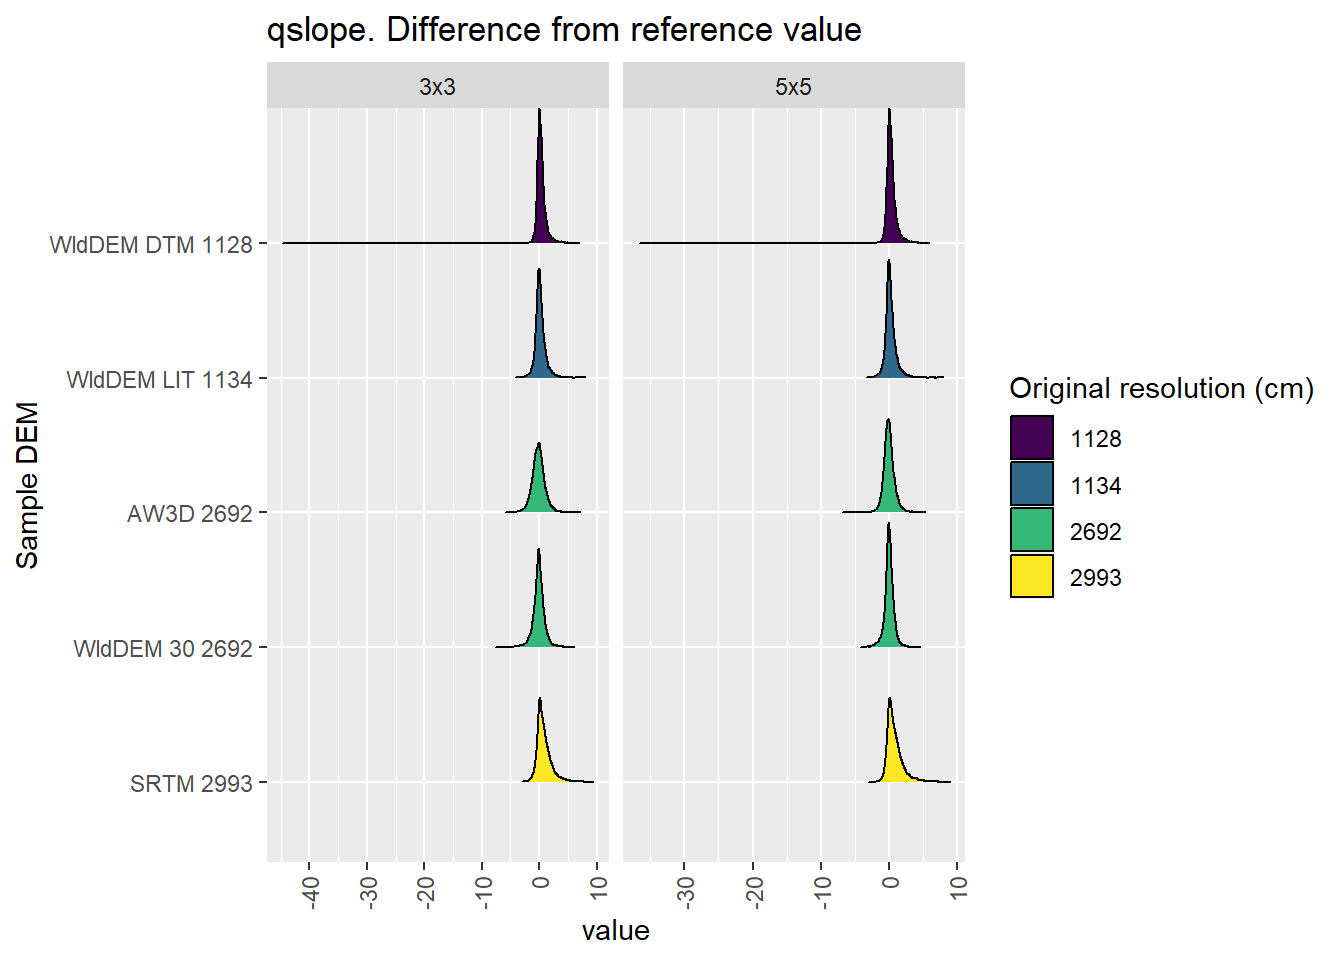 qslope. Difference from reference value
3x3 5x5
Sample DEM
WldDEM DTM 1128
WldDEM LIT 1134
AW3D 2692
WldDEM 30 2692
SRTM 2993
-40 -30 -20 -10 0 10 -30 -20 -10 0 10
value
Original resolution (cm)
1128
1134
2692
2993